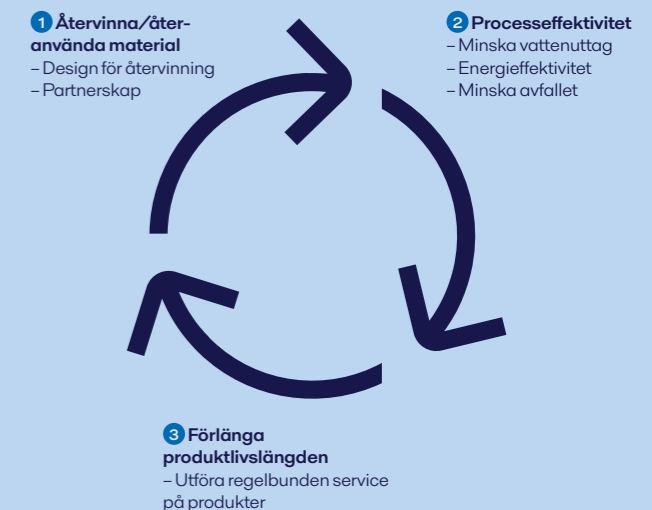 1 Återvinna/åter-
använda material
– Design för återvinning
– Partnerskap
2 Processeffektivitet
– Minska vattenuttag
– Energieffektivitet
– Minska avfallet
3 Förlänga
produktlivslängden
– Utföra regelbunden service
på produkter